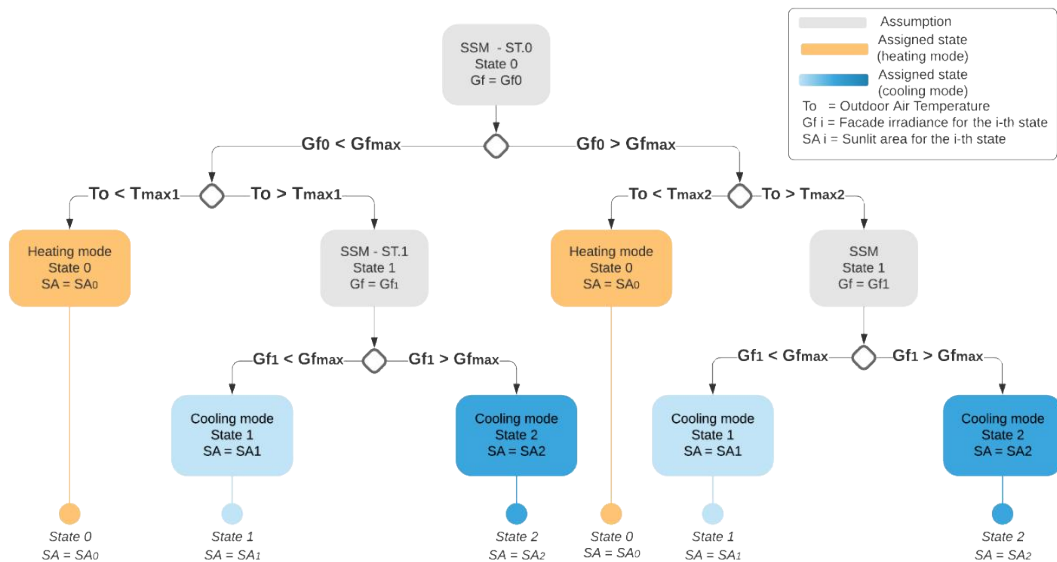 SSM - ST.0
State 0
Gf = Gf0
Assumption
Assigned state
(heating mode)
Assigned state
(cooling mode)
To = Outdoor Air Temperature
Gf i = Facade irradiance for the i-th state
SA i = Sunlit area for the i-th state
Gf0 < Gfmax
Gf0 > Gfmax
To < Tmax1
To > Tmax1
To < Tmax2
To > Tmax2
Heating mode
State 0
SA = SA0
SSM - ST.1
State 1
Gf = Gf1
Heating mode
State 0
SA = SA0
SSM
State 1
Gf = Gf1
Gf1 < Gfmax
Gf1 > Gfmax
Gf1 < Gfmax
Gf1 > Gfmax
Cooling mode
State 1
SA = SA1
Cooling mode
State 2
SA = SA2
Cooling mode
State 1
SA = SA1
Cooling mode
State 2
SA = SA2
State 0
SA = SA0
State 1
SA = SA1
State 2
SA = SA2
State 0
SA = SA0
State 1
SA = SA1
State 2
SA = SA2